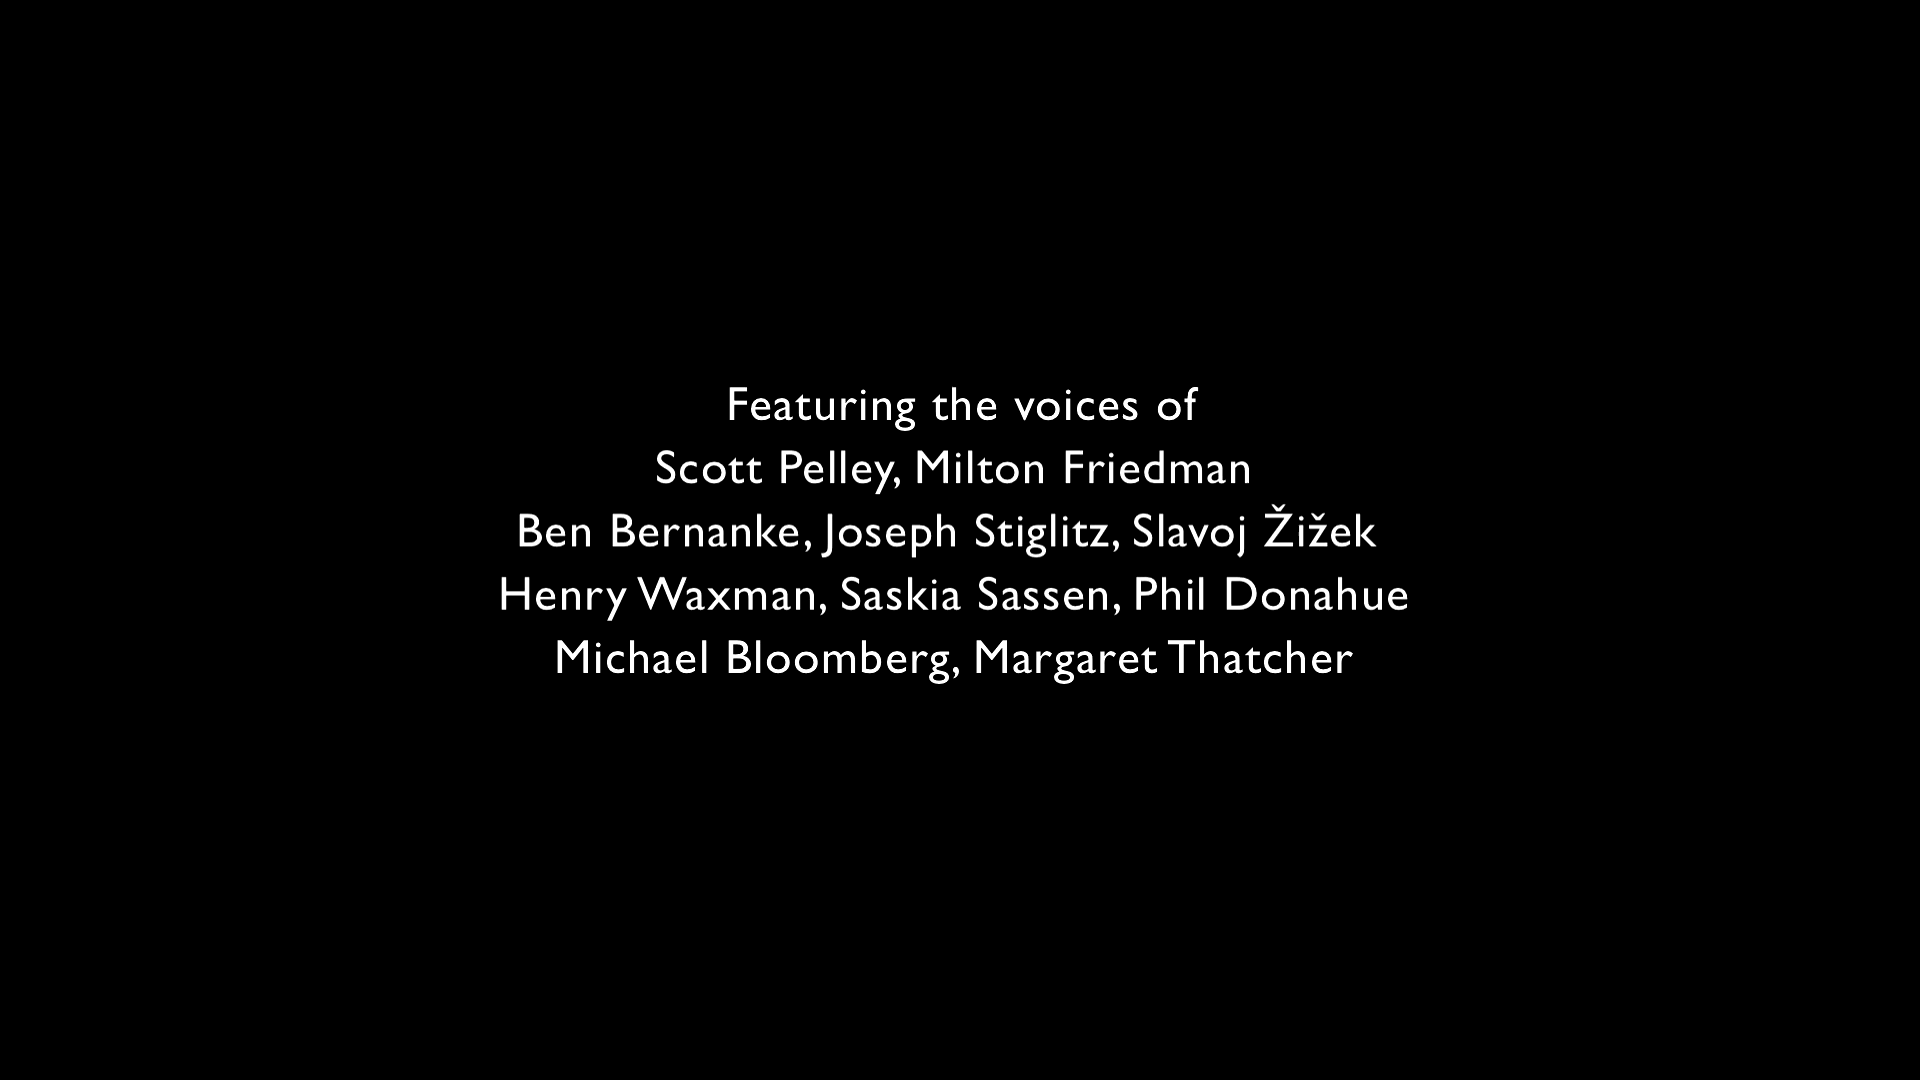 Featuring the voices of
Scott Pelley, Milton Friedman
Ben Bernanke, Joseph Stiglitz, Slavoj Žižek
Henry Waxman, Saskia Sassen, Phil Donahue
Michael Bloomberg, Margaret Thatcher